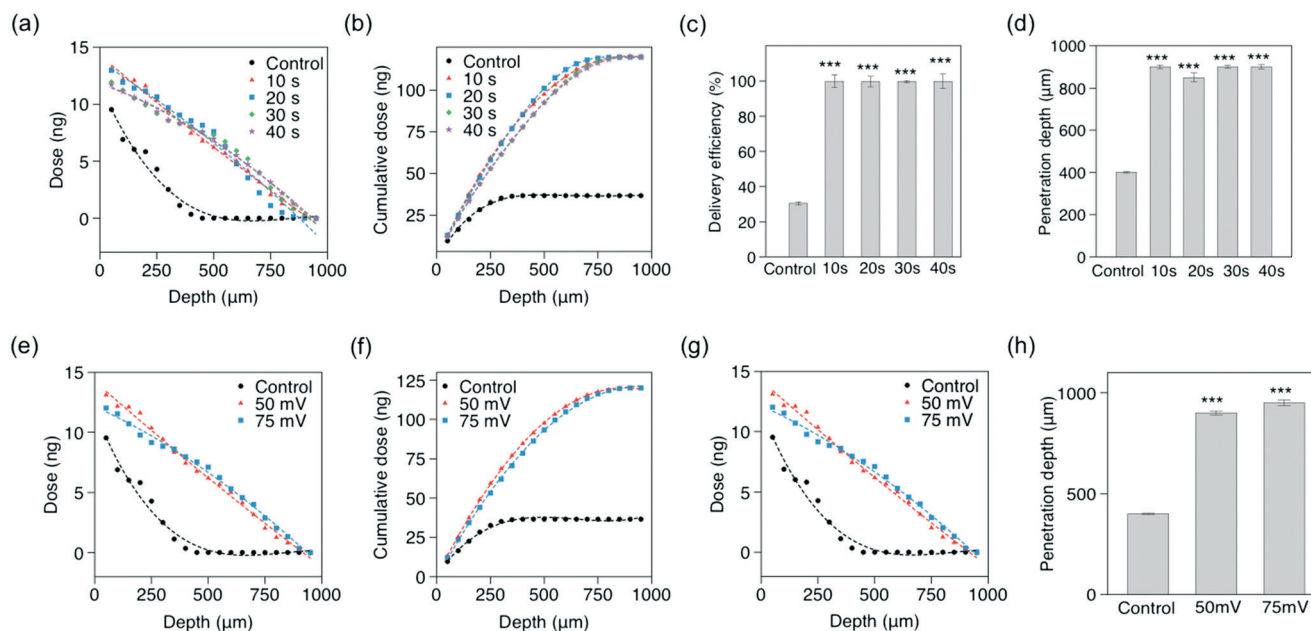 (a)
15
10
5
0
Dose (ng)
0 250 500 750 1000
Depth (µm)
Control
10 s
20 s
30 s
40 s
(b)
100
75
50
25
Cumulative dose (ng)
0 250 500 750 1000
Depth (µm)
Control
10 s
20 s
30 s
40 s
(c)
120
100
80
60
40
20
0
Delivery efficiency (%)
*** *** *** ***
Control 10s 20s 30s 40s
(d)
1000
800
600
400
200
0
Penetration depth (µm)
*** *** *** ***
Control 10s 20s 30s 40s
(e)
15
10
5
0
Dose (ng)
0 250 500 750 1000
Depth (µm)
Control
50 mV
75 mV
(f)
125
100
75
50
25
0
Cumulative dose (ng)
0 250 500 750 1000
Depth (µm)
Control
50 mV
75 mV
(g)
15
10
5
0
Dose (ng)
0 250 500 750 1000
Depth (µm)
Control
50 mV
75 mV
(h)
1000
500
0
Penetration depth (µm)
*** ***
Control 50mV 75mV